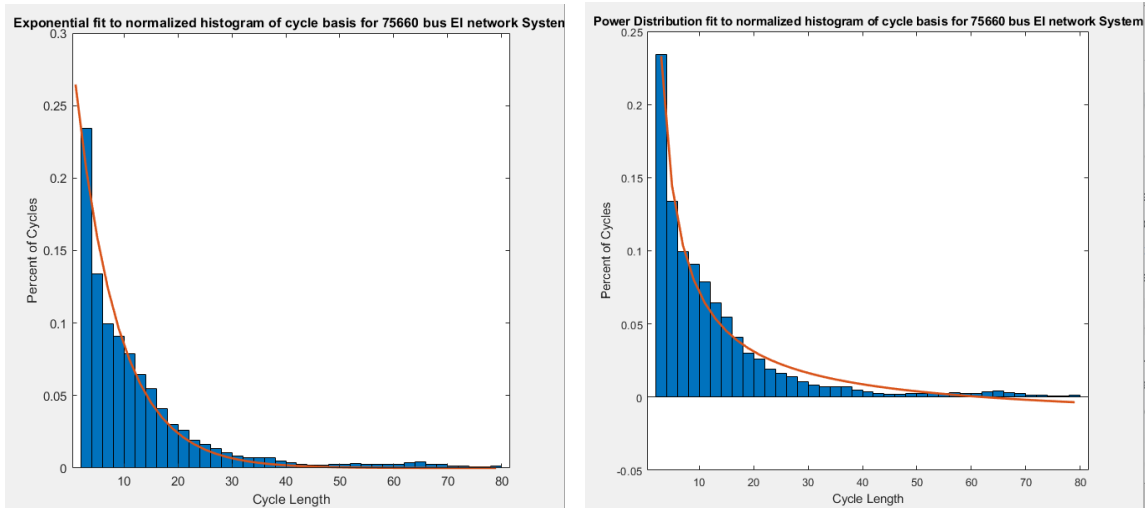 Exponential fit to normalized histogram of cycle basis for 75660 bus EI network System
0.3
0.25
0.2
0.15
0.1
0.05
0
Percent of Cycles
10 20 30 40 50 60 70 80
Cycle Length
Power Distribution fit to normalized histogram of cycle basis for 75660 bus EI network System
0.25
0.2
0.15
0.1
0.05
0
-0.05
Percent of Cycles
10 20 30 40 50 60 70 80
Cycle Length